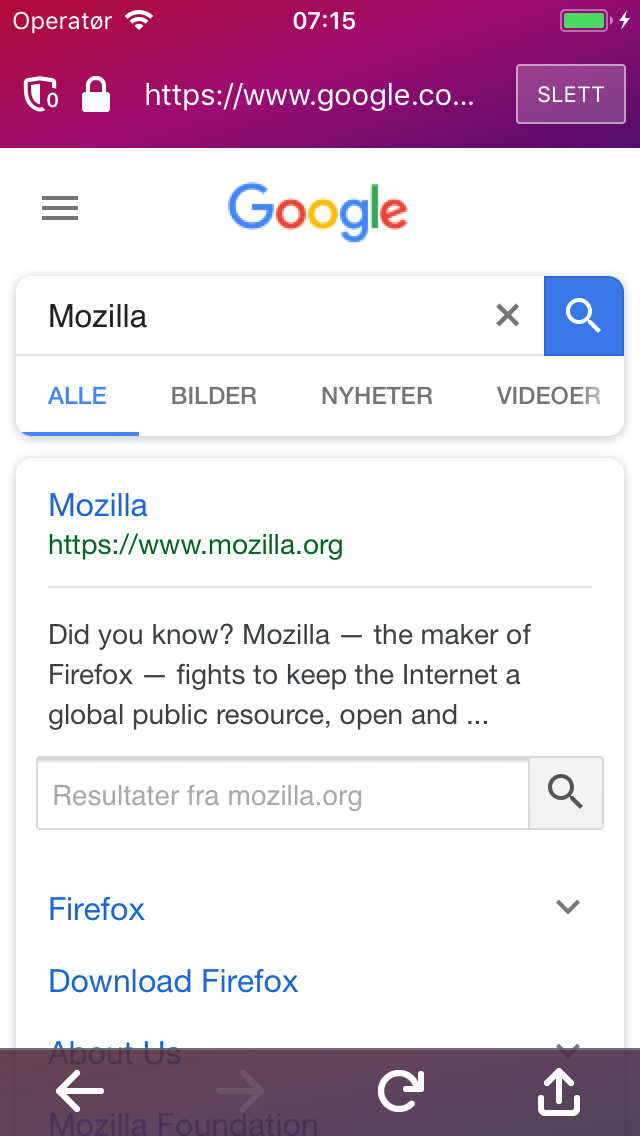 Operatør 07:15
0 https://www.google.co... SLETT
Google
Mozilla
ALLE BILDER NYHETER VIDEOER
Mozilla
https://www.mozilla.org
Did you know? Mozilla — the maker of
Firefox — fights to keep the Internet a
global public resource, open and ...
Resultater fra mozilla.org
Firefox
Download Firefox
About Us
Mozilla Foundation